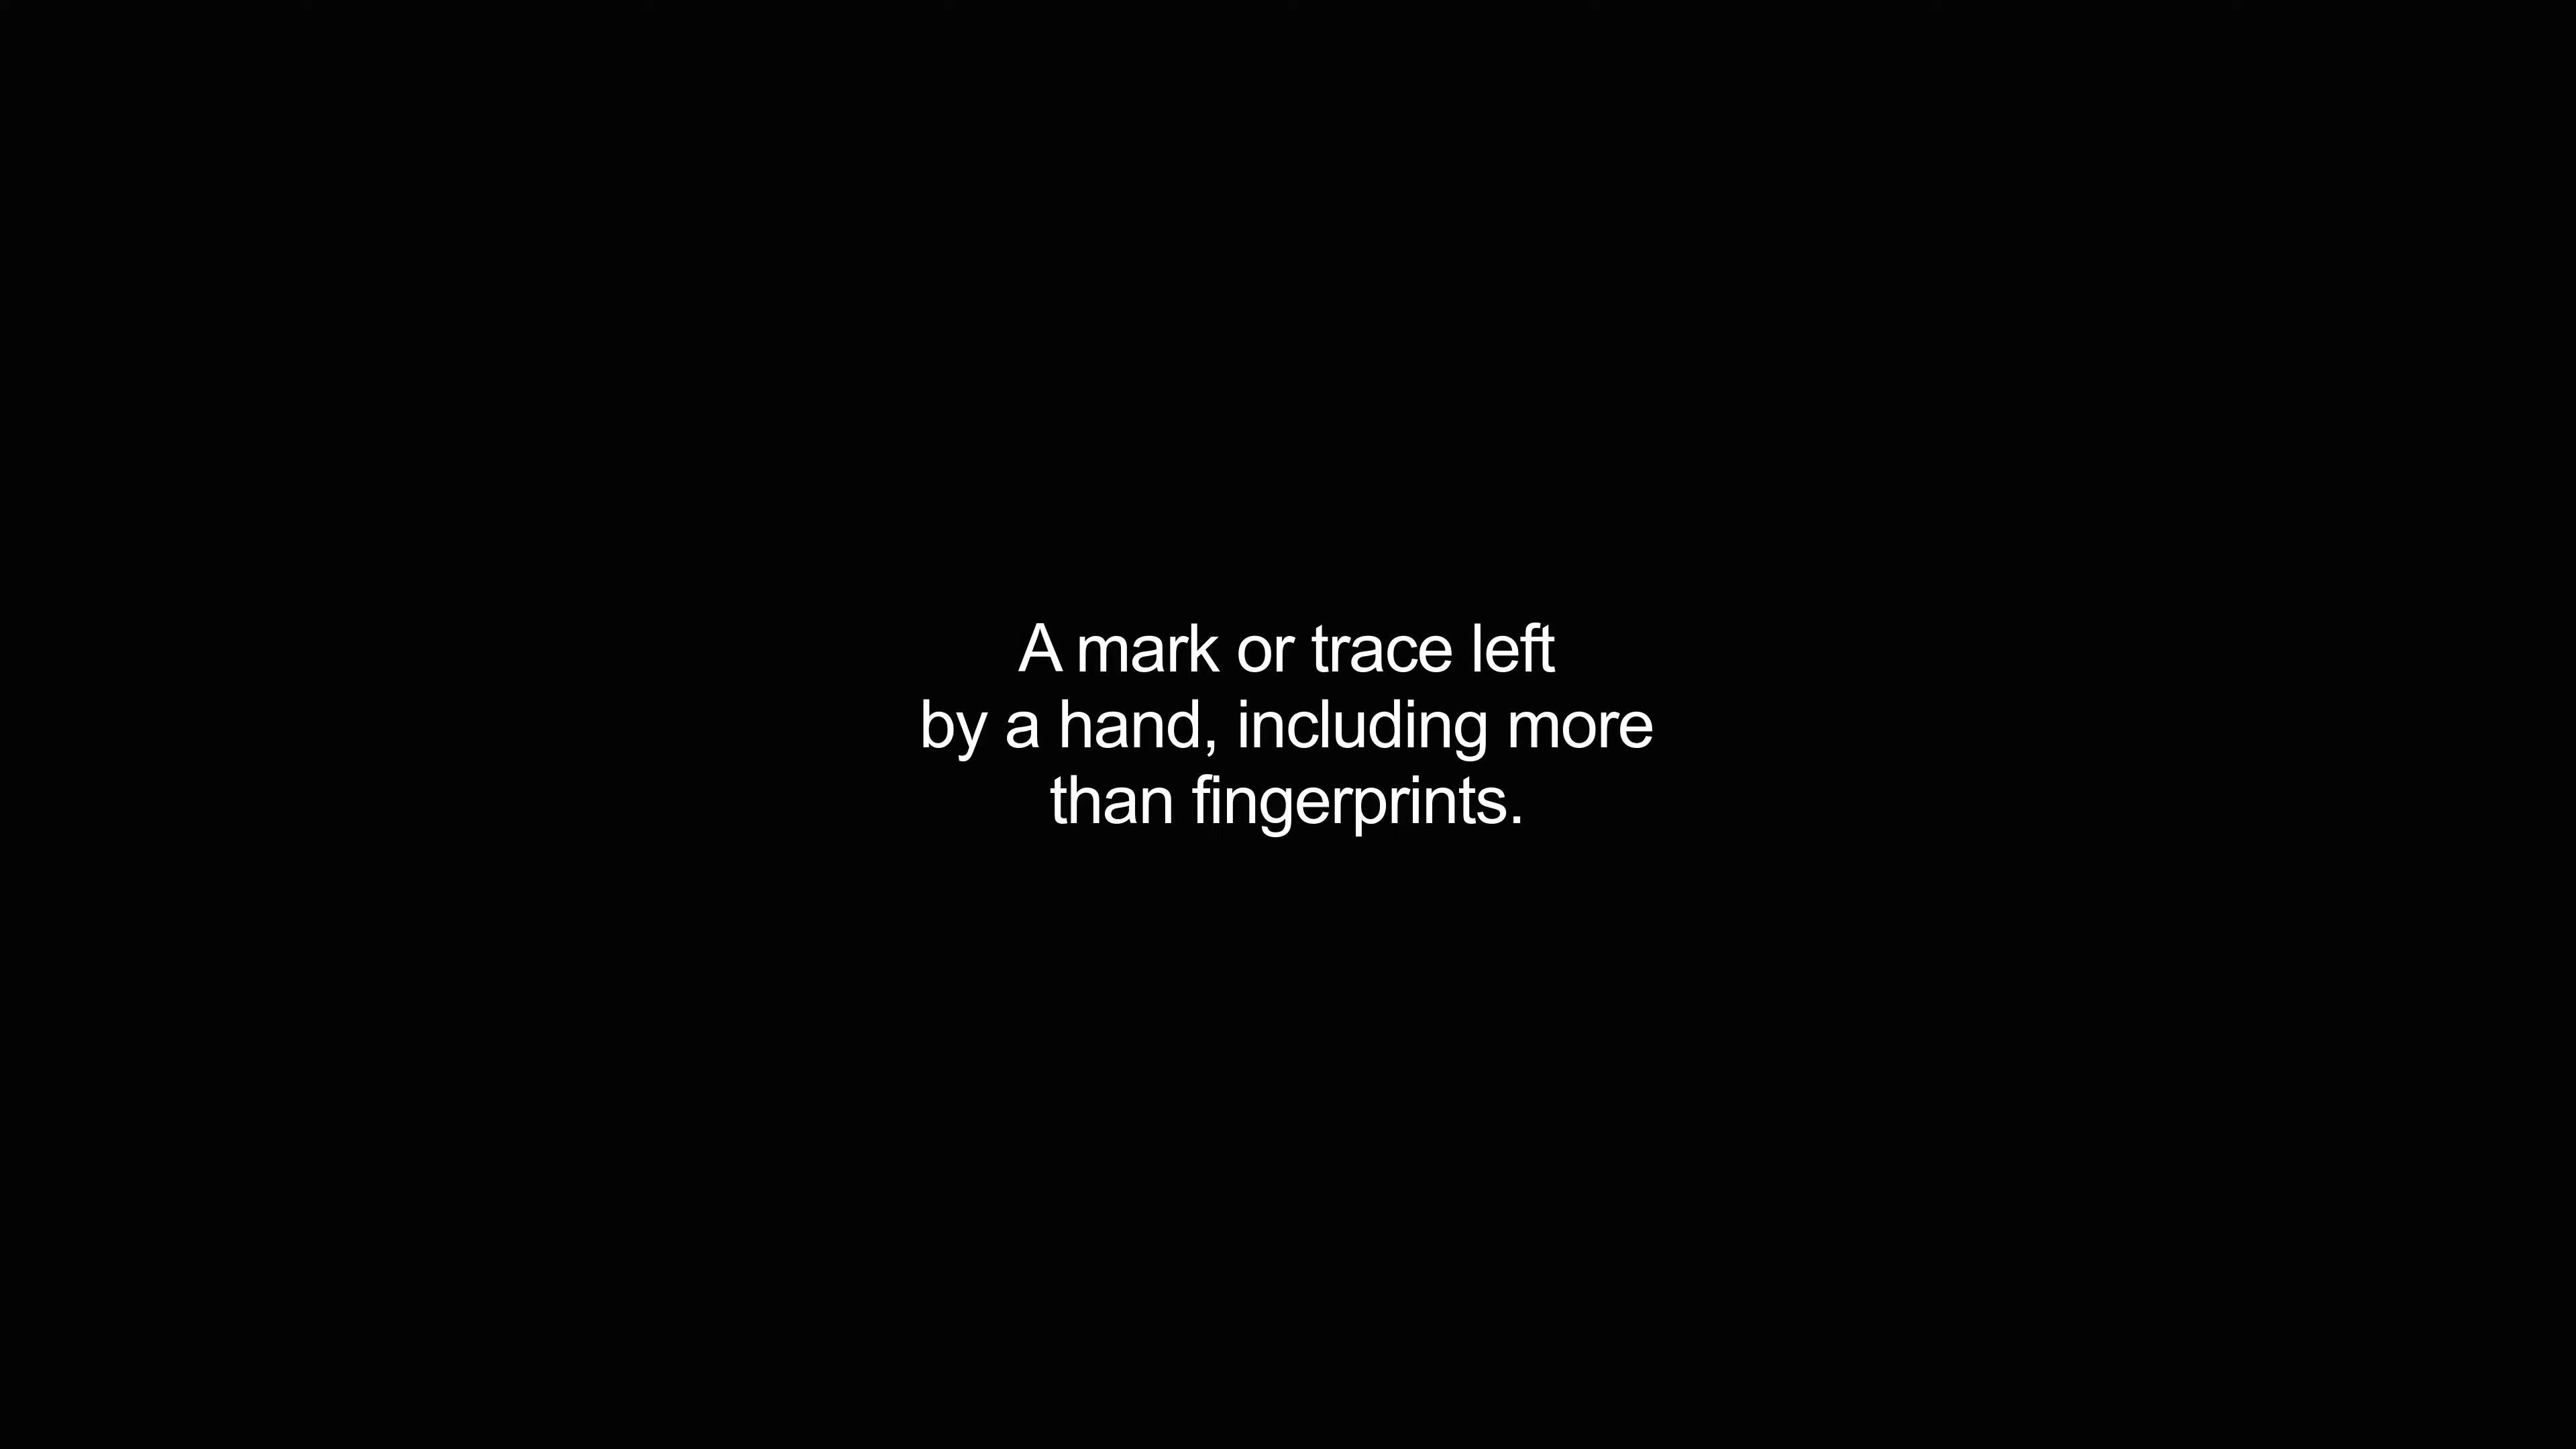 A mark or trace left
by a hand, including more
than fingerprints.